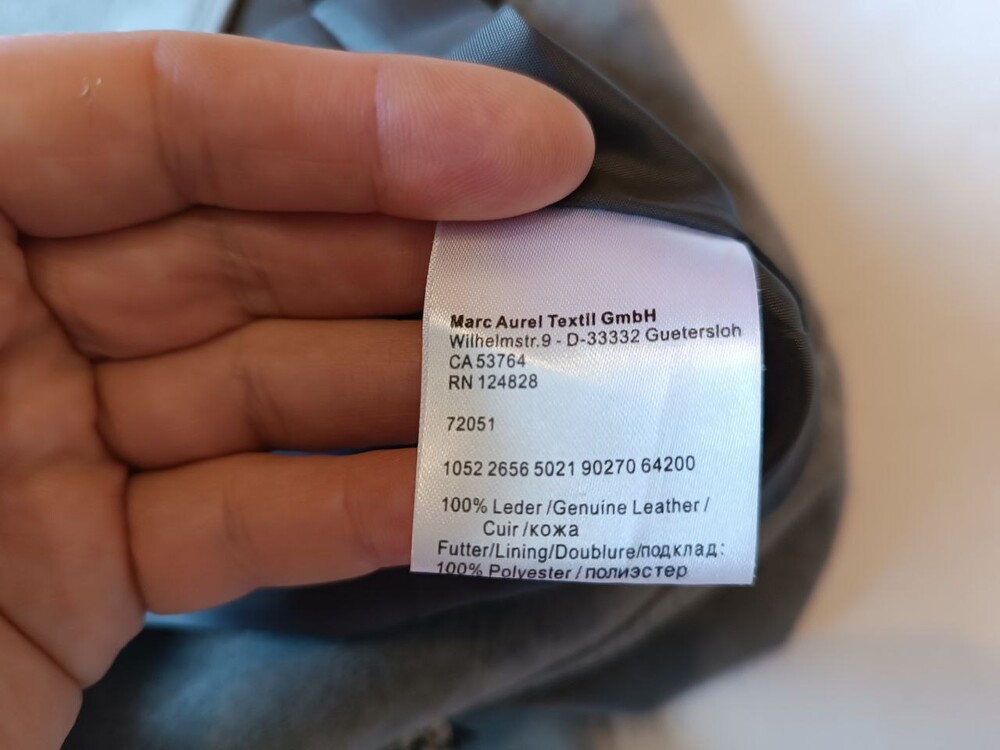 Marc Aurel Textil GmbH
Wilhelmstr.9 - D-33332 Guetersloh
CA 53764
RN 124828
72051
1052 2656 5021 90270 64200
100% Leder /Genuine Leather /
Cuir /кожа
Futter/Lining/Doublure/подклад:
100% Polyester / полиэстер